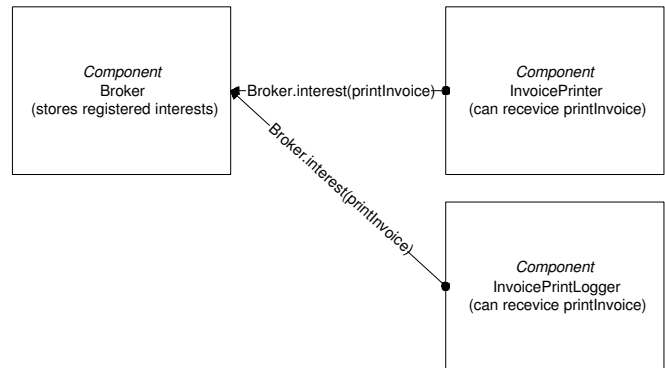 Component
Broker
(stores registered interests)
Broker.interest(printInvoice)
Component
InvoicePrinter
(can recevice printInvoice)
Broker.interest(printInvoice)
Component
InvoicePrintLogger
(can recevice printInvoice)